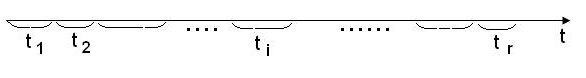 t1 t2 .... ti ...... tr t